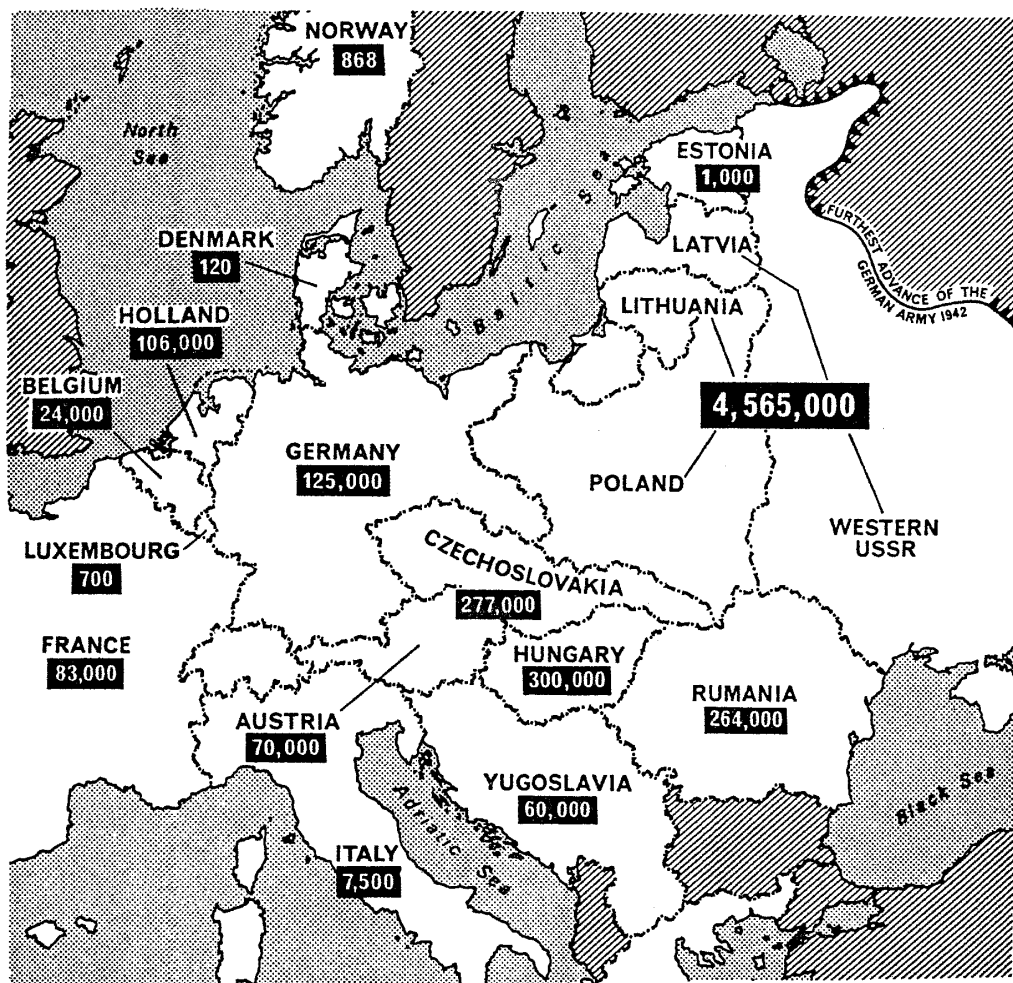 NORWAY
868
North
Sea
ESTONIA
1,000
Baltic Sea
DENMARK
120
LATVIA
FURTHEST ADVANCE OF THE
GERMAN ARMY 1942
HOLLAND
106,000
LITHUANIA
BELGIUM
24,000
4,565,000
GERMANY
125,000
POLAND
WESTERN
USSR
LUXEMBOURG
700
CZECHOSLOVAKIA
277,000
FRANCE
83,000
HUNGARY
300,000
RUMANIA
264,000
AUSTRIA
70,000
YUGOSLAVIA
60,000
Black Sea
Adriatic Sea
ITALY
7,500